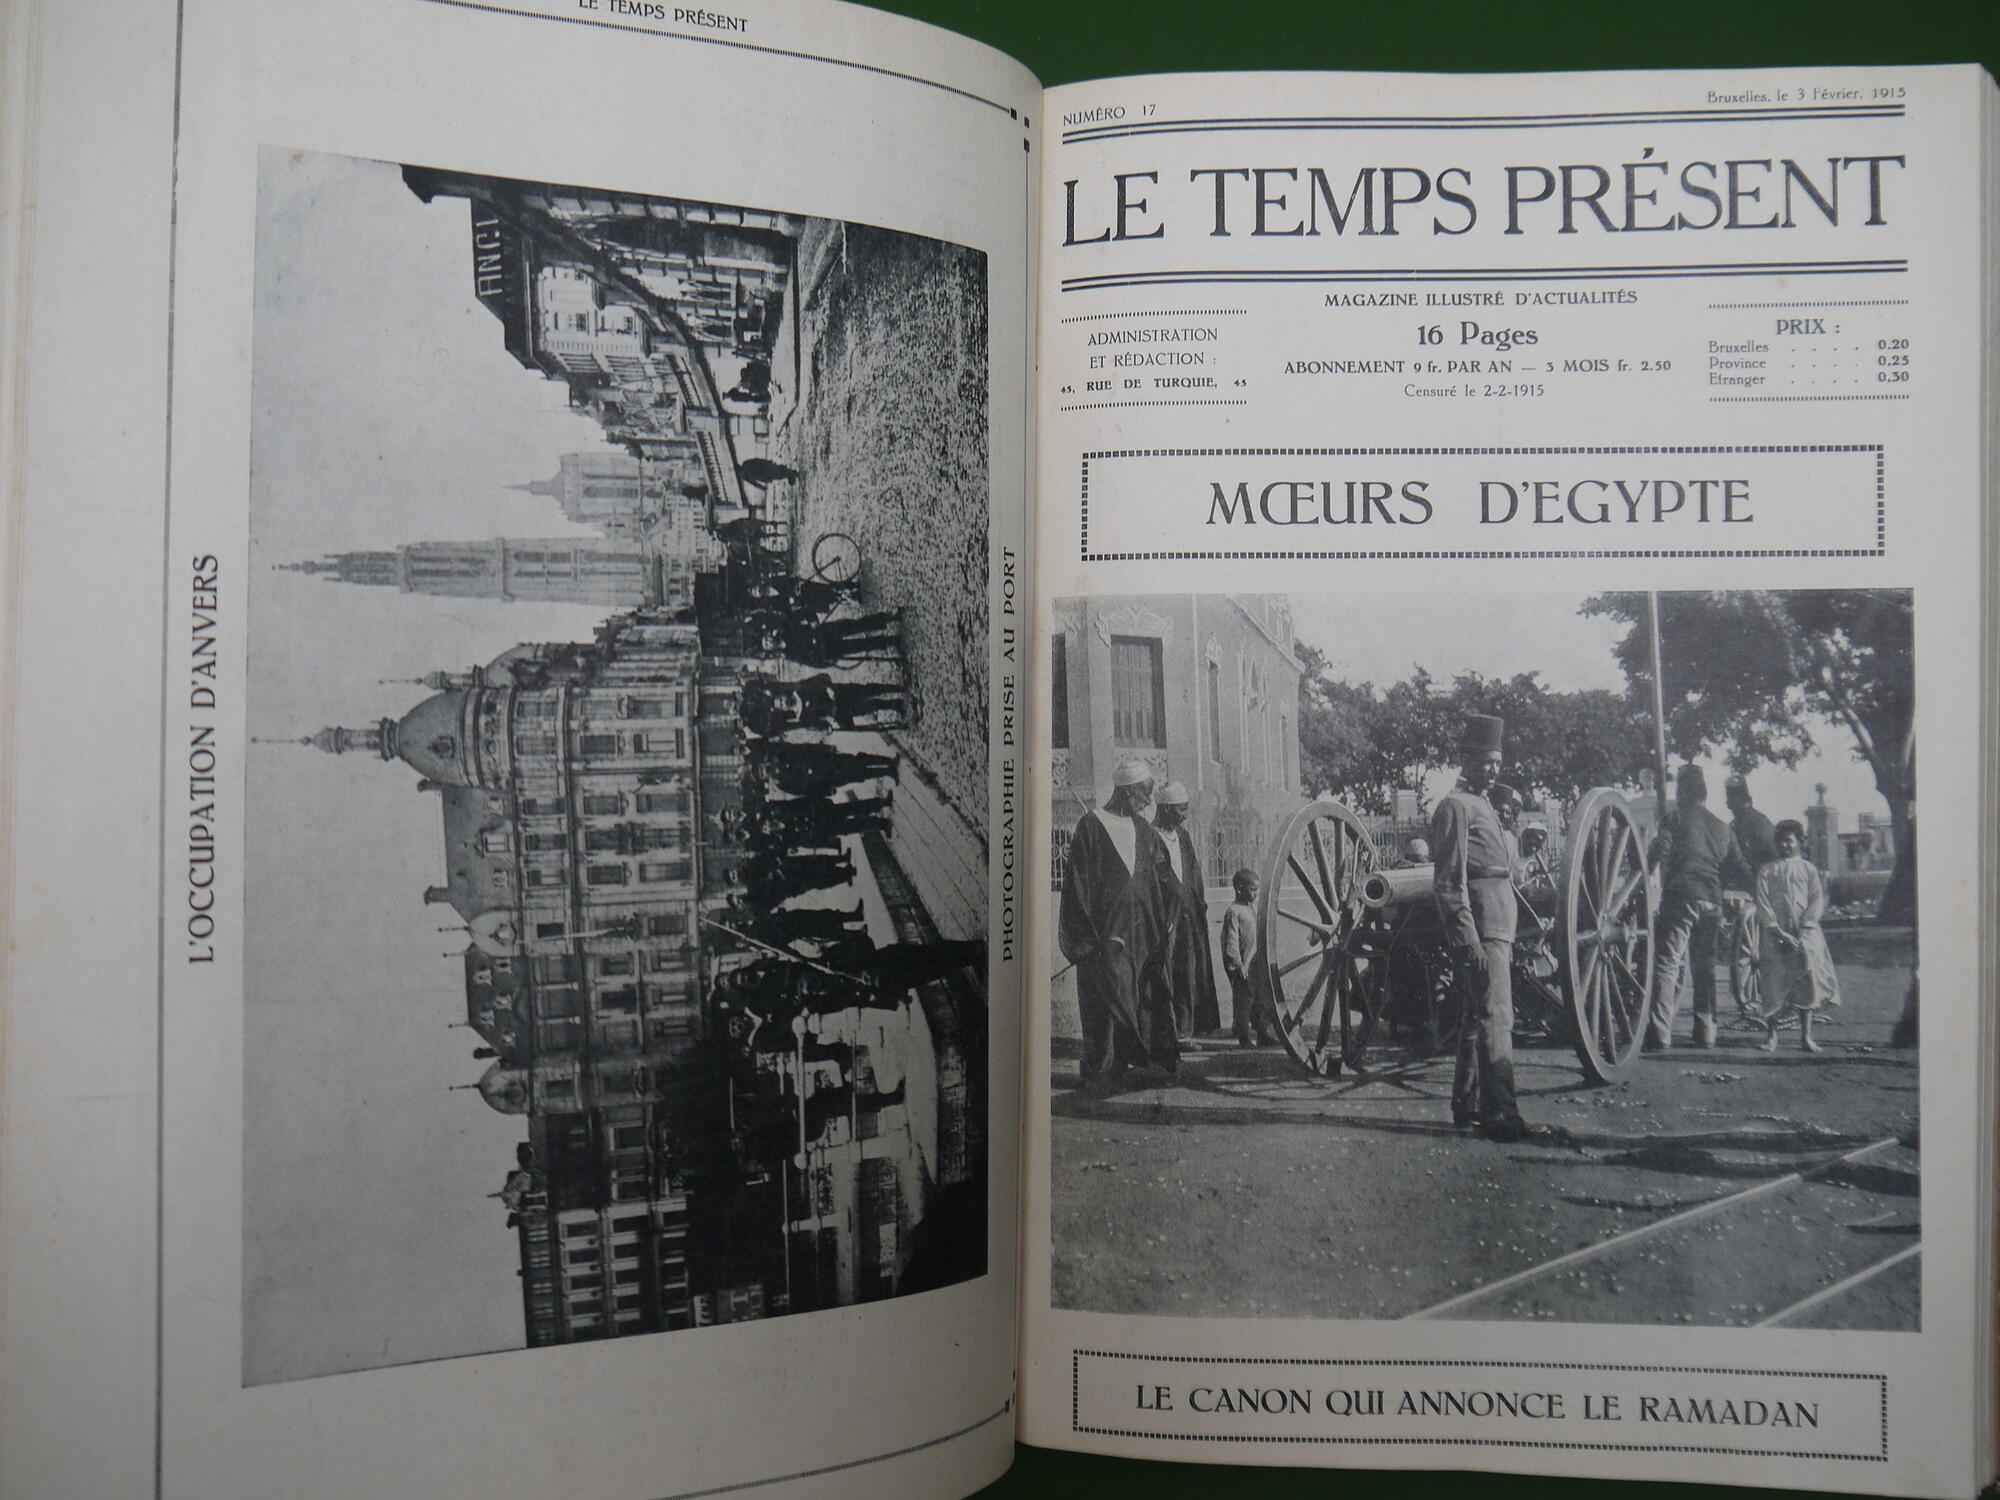 LE TEMPS PRÉSENT
L'OCCUPATION D'ANVERS
PHOTOGRAPHIE PRISE AU PORT
NUMÉRO 17
Bruxelles, le 3 Février, 1915
LE TEMPS PRÉSENT
MAGAZINE ILLUSTRÉ D'ACTUALITÉS
16 Pages
ABONNEMENT 9 fr. PAR AN — 3 MOIS fr. 2.50
Censuré le 2-2-1915
ADMINISTRATION
ET RÉDACTION :
45, RUE DE TURQUIE, 45
PRIX :
Bruxelles . . . . 0.20
Province . . . . 0,25
Etranger . . . . 0,30
MŒURS D'EGYPTE
LE CANON QUI ANNONCE LE RAMADAN